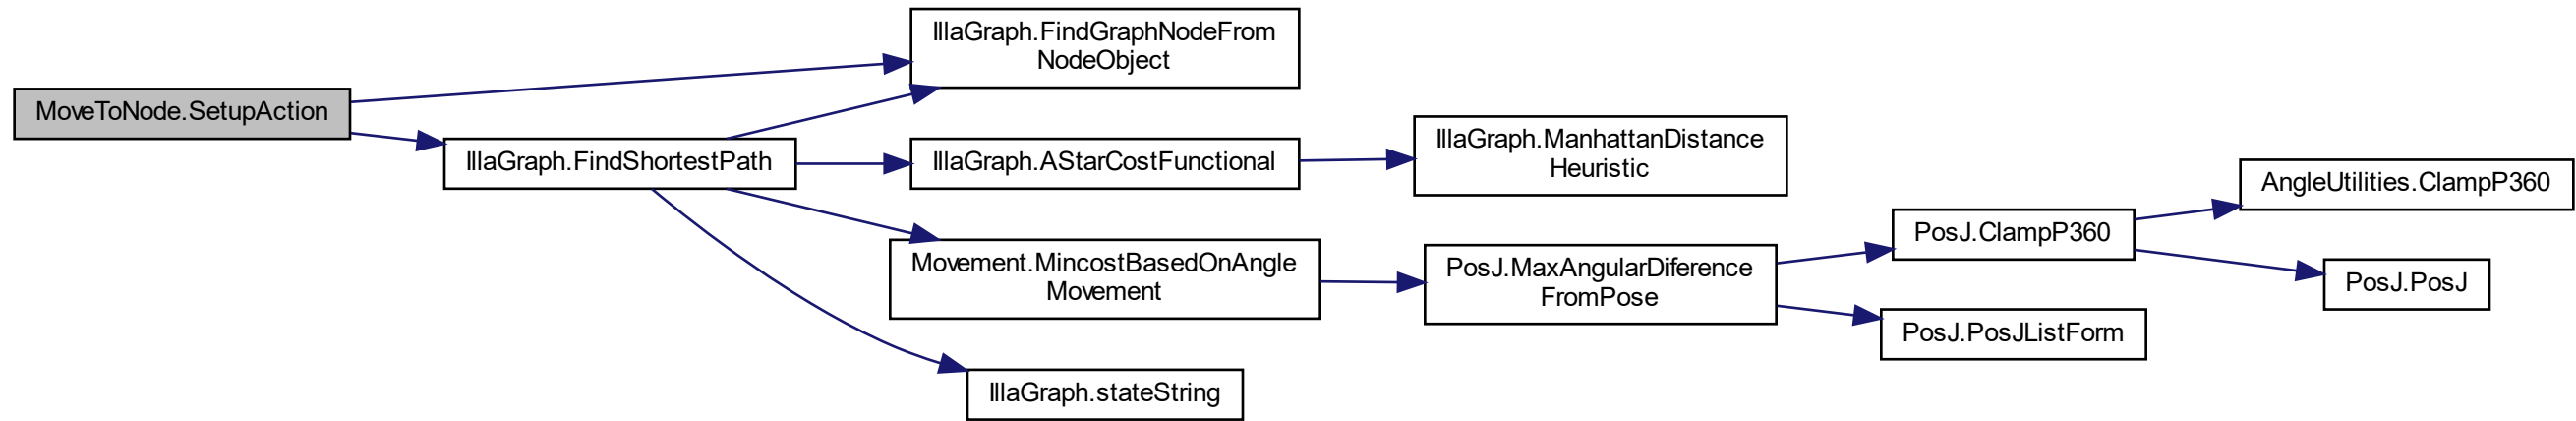 MoveToNode.SetupAction
IllaGraph.FindGraphNodeFrom
NodeObject
IllaGraph.FindShortestPath
IllaGraph.AStarCostFunctional
IllaGraph.ManhattanDistance
Heuristic
Movement.MincostBasedOnAngle
Movement
PosJ.MaxAngularDiference
FromPose
PosJ.ClampP360
AngleUtilities.ClampP360
PosJ.PosJ
PosJ.PosJListForm
IllaGraph.stateString